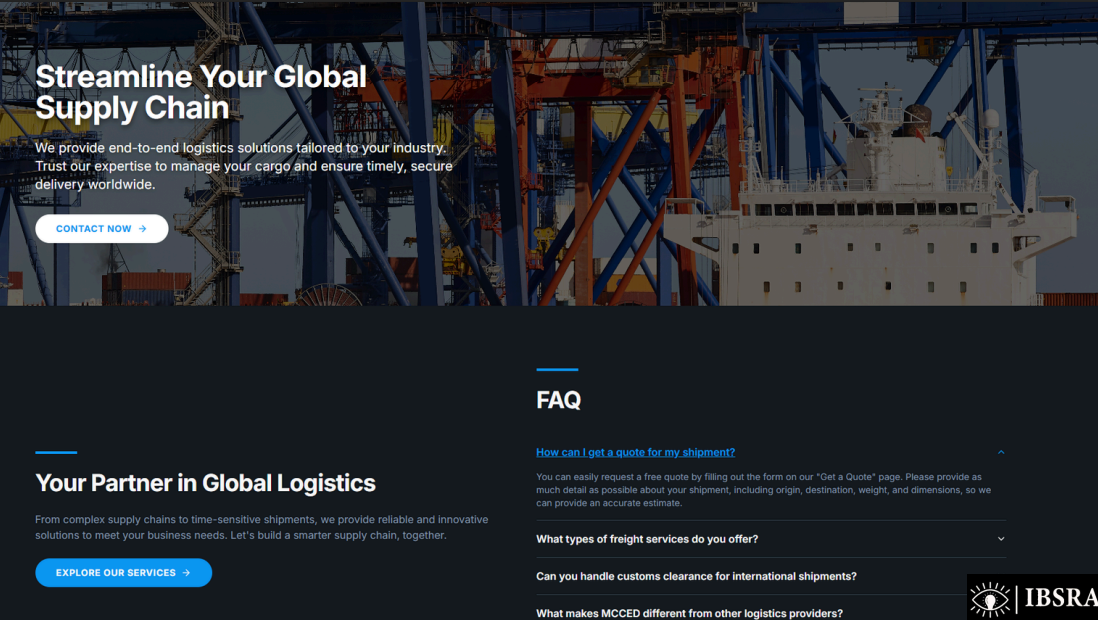 Streamline Your Global
Supply Chain
We provide end-to-end logistics solutions tailored to your industry.
Trust our expertise to manage your cargo and ensure timely, secure
delivery worldwide.
CONTACT NOW
FAQ
How can I get a quote for my shipment?
You can easily request a free quote by filling out the form on our "Get a Quote" page. Please provide as
much detail as possible about your shipment, including origin, destination, weight, and dimensions, so we
can provide an accurate estimate.
What types of freight services do you offer?
Can you handle customs clearance for international shipments?
What makes MCCED different from other logistics providers?
Your Partner in Global Logistics
From complex supply chains to time-sensitive shipments, we provide reliable and innovative
solutions to meet your business needs. Let's build a smarter supply chain, together.
EXPLORE OUR SERVICES
IBSRA